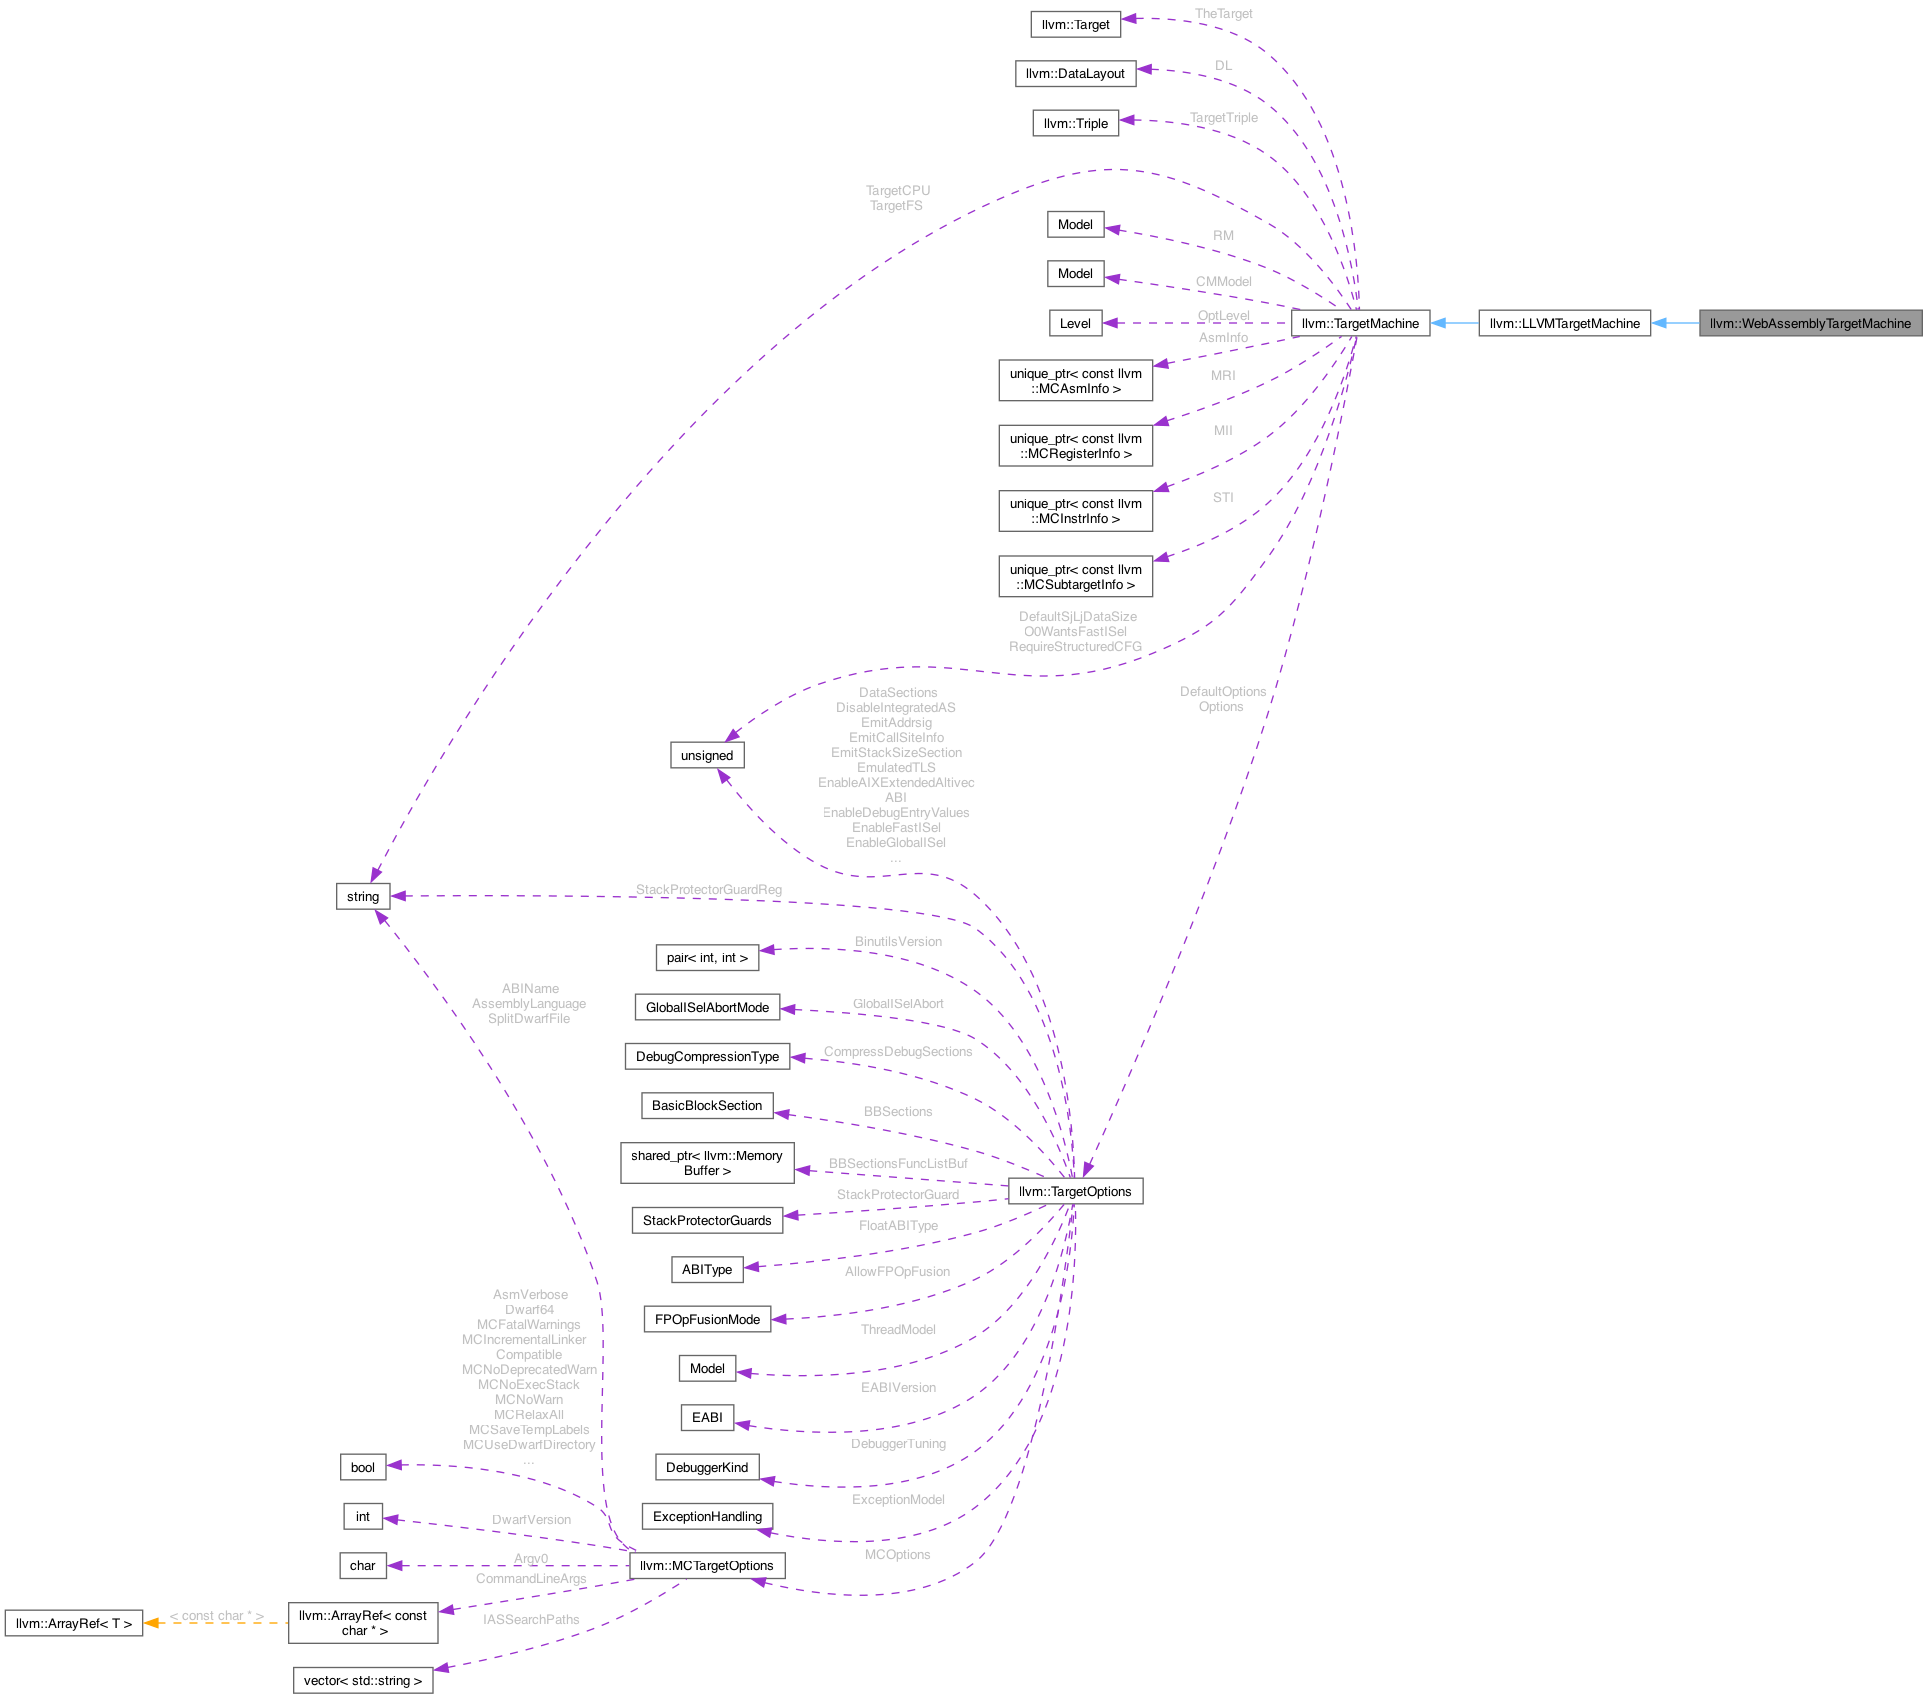 TheTarget
llvm::Target
DL
llvm::DataLayout
TargetTriple
llvm::Triple
TargetCPU
TargetFS
Model
RM
Model
CMModel
Level
OptLevel
llvm::TargetMachine
llvm::LLVMTargetMachine
llvm::WebAssemblyTargetMachine
AsmInfo
unique_ptr< const llvm
::MCAsmInfo >
MRI
unique_ptr< const llvm
::MCRegisterInfo >
MII
unique_ptr< const llvm
::MCInstrInfo >
STI
unique_ptr< const llvm
::MCSubtargetInfo >
DefaultSjLjDataSize
O0WantsFastISel
RequireStructuredCFG
DefaultOptions
Options
DataSections
DisableIntegratedAS
EmitAddrsig
EmitCallSiteInfo
EmitStackSizeSection
EmulatedTLS
EnableAIXExtendedAltivec
ABI
EnableDebugEntryValues
EnableFastISel
EnableGlobalISel
...
unsigned
string
StackProtectorGuardReg
BinutilsVersion
pair< int, int >
ABIName
AssemblyLanguage
SplitDwarfFile
GlobalISelAbort
GlobalISelAbortMode
CompressDebugSections
DebugCompressionType
BBSections
BasicBlockSection
BBSectionsFuncListBuf
shared_ptr< llvm::Memory
Buffer >
llvm::TargetOptions
StackProtectorGuard
StackProtectorGuards
FloatABIType
ABIType
AllowFPOpFusion
FPOpFusionMode
ThreadModel
Model
EABIVersion
EABI
DebuggerTuning
DebuggerKind
ExceptionModel
ExceptionHandling
MCOptions
AsmVerbose
Dwarf64
MCFatalWarnings
MCIncrementalLinker
Compatible
MCNoDeprecatedWarn
MCNoExecStack
MCNoWarn
MCRelaxAll
MCSaveTempLabels
MCUseDwarfDirectory
...
bool
int
DwarfVersion
char
Argv0
llvm::MCTargetOptions
CommandLineArgs
llvm::ArrayRef< T >
< const char * >
llvm::ArrayRef< const
char * >
IASSearchPaths
vector< std::string >